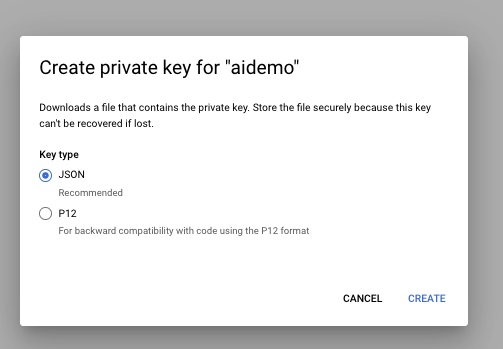 Create private key for "aidemo"
Downloads a file that contains the private key. Store the file securely because this key
can't be recovered if lost.
Key type
JSON
Recommended
P12
For backward compatibility with code using the P12 format
CANCEL CREATE